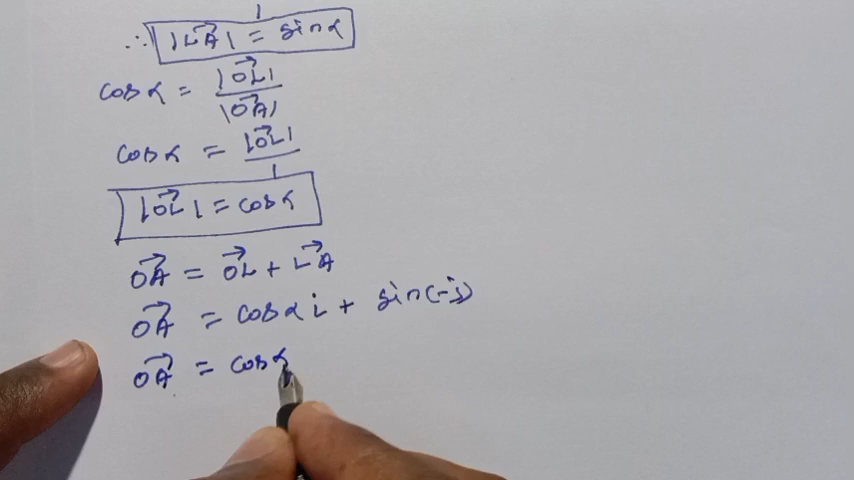 ∴ |LA⃗| = sinα
cosα = |OL⃗| / |OA⃗|
cosα = |OL⃗| / 1
|OL⃗| = cosα
OA⃗ = OL⃗ + LA⃗
OA⃗ = cosα i + sin(-j)
OA⃗ = cosα